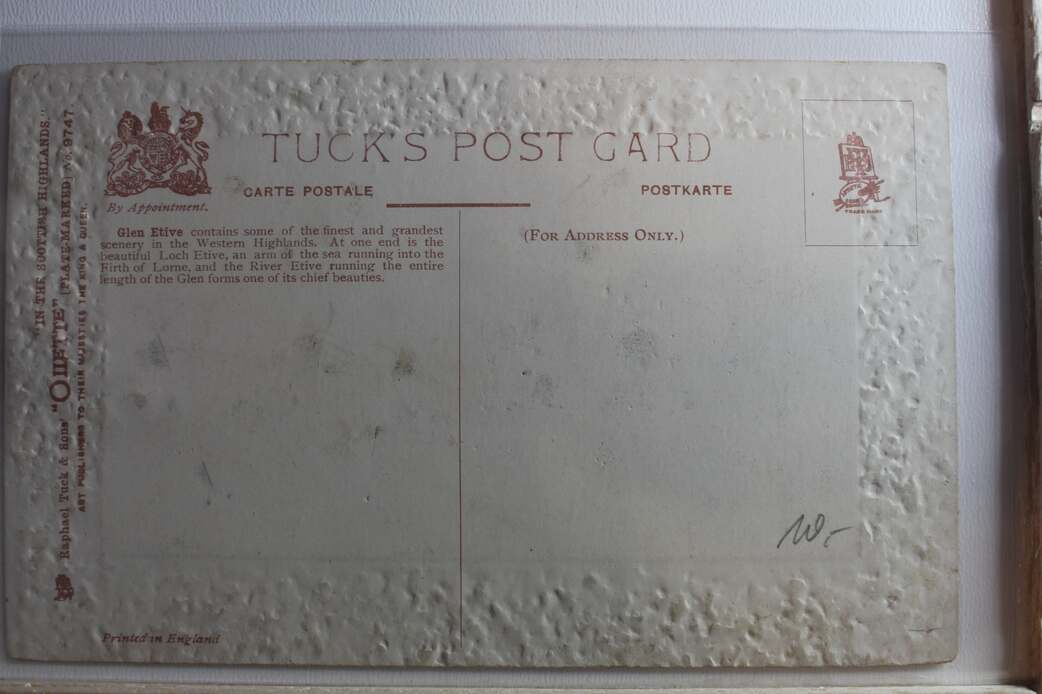 TUCK'S POST CARD
CARTE POSTALE
POSTKARTE
By Appointment.
(For Address Only.)
Glen Etive contains some of the finest and grandest
scenery in the Western Highlands. At one end is the
beautiful Loch Etive, an arm of the sea running into the
Firth of Lorne, and the River Etive running the entire
length of the Glen forms one of its chief beauties.
TRADE MARK
"IN THE SCOTTISH HIGHLANDS."
Raphael Tuck & Sons' "OILETTE" [PLATE-MARKED] No. 9747.
ART PUBLISHERS TO THEIR MAJESTIES THE KING & QUEEN.
Printed in England